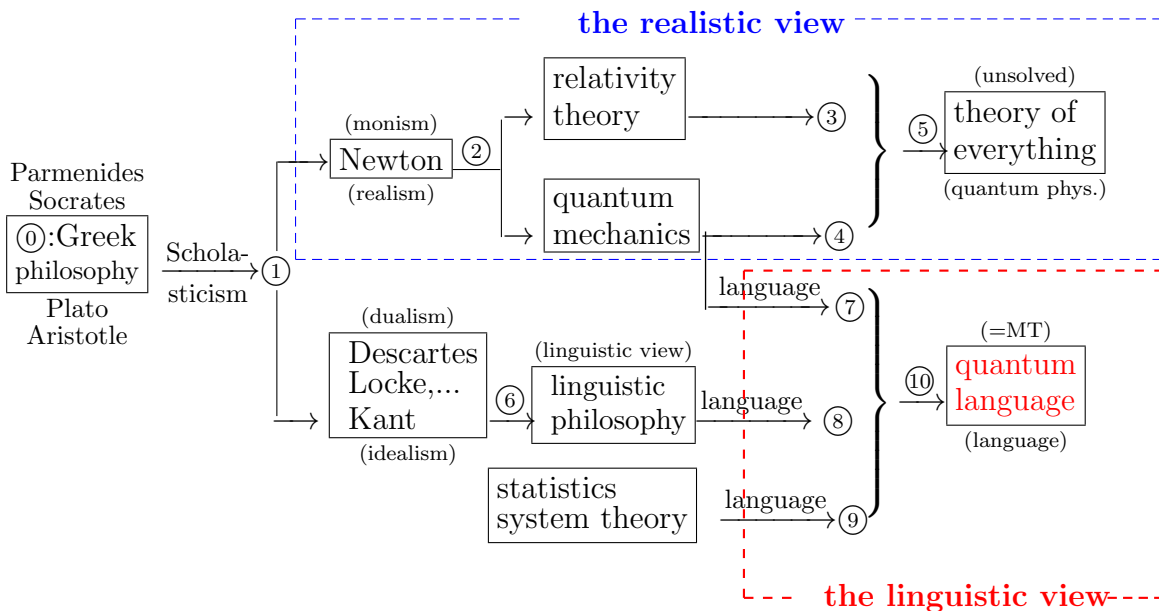 the realistic view
relativity
theory
③
(unsolved)
⑤
theory of
everything
(quantum phys.)
(monism)
Newton
(realism)
②
quantum
mechanics
④
Parmenides
Socrates
⓪:Greek
philosophy
Plato
Aristotle
Schola-
sticism
①
language
⑦
(dualism)
Descartes
Locke,...
Kant
(idealism)
⑥
(linguistic view)
linguistic
philosophy
language
⑧
(=MT)
⑩
quantum
language
(language)
statistics
system theory
language
⑨
the linguistic view